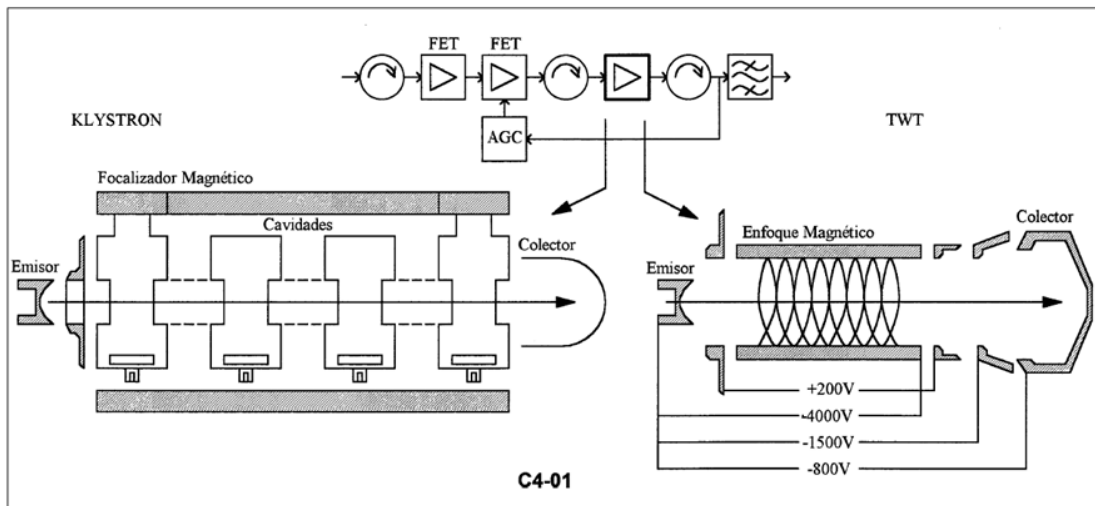 FET
FET
AGC
KLYSTRON
TWT
Focalizador Magnético
Cavidades
Colector
Emisor
Colector
Enfoque Magnético
Emisor
+200V
-4000V
-1500V
-800V
C4-01